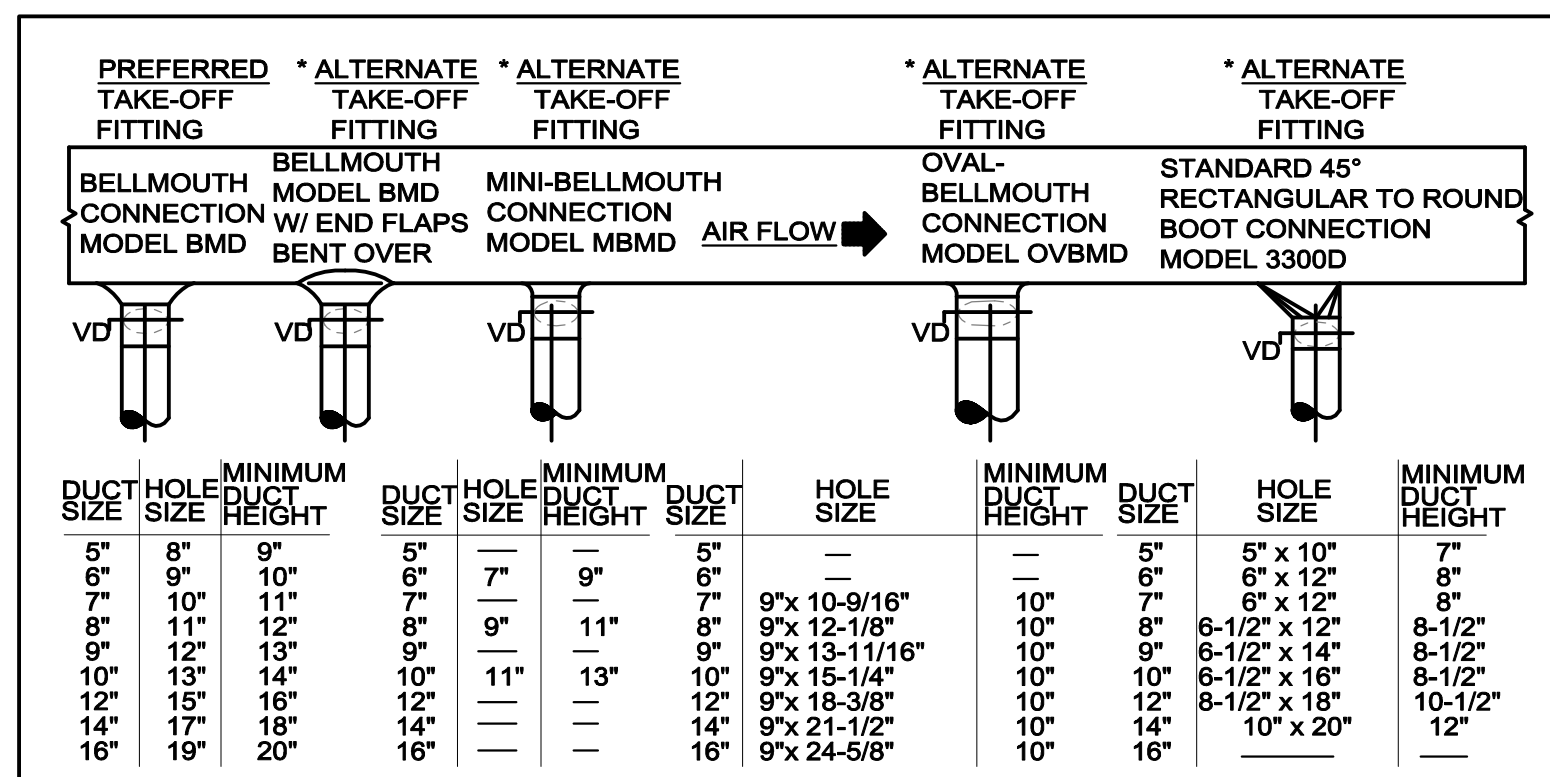 PREFERRED
TAKE-OFF
FITTING
* ALTERNATE
TAKE-OFF
FITTING
* ALTERNATE
TAKE-OFF
FITTING
* ALTERNATE
TAKE-OFF
FITTING
* ALTERNATE
TAKE-OFF
FITTING
BELLMOUTH
CONNECTION
MODEL BMD
BELLMOUTH
MODEL BMD
W/ END FLAPS
BENT OVER
MINI-BELLMOUTH
CONNECTION
MODEL MBMD
AIR FLOW
OVAL-
BELLMOUTH
CONNECTION
MODEL OVBMD
STANDARD 45°
RECTANGULAR TO ROUND
BOOT CONNECTION
MODEL 3300D
VD
VD
VD
VD
VD
DUCT SIZE HOLE SIZE MINIMUM DUCT HEIGHT
5" 8" 9"
6" 9" 10"
7" 10" 11"
8" 11" 12"
9" 12" 13"
10" 13" 14"
12" 15" 16"
14" 17" 18"
16" 19" 20"
DUCT SIZE HOLE SIZE MINIMUM DUCT HEIGHT
5" — —
6" 7" 9"
7" — —
8" 9" 11"
9" — —
10" 11" 13"
12" — —
14" — —
16" — —
DUCT SIZE HOLE SIZE MINIMUM DUCT HEIGHT
5" — —
6" — —
7" 9"x 10-9/16" 10"
8" 9"x 12-1/8" 10"
9" 9"x 13-11/16" 10"
10" 9"x 15-1/4" 10"
12" 9"x 18-3/8" 10"
14" 9"x 21-1/2" 10"
16" 9"x 24-5/8" 10"
DUCT SIZE HOLE SIZE MINIMUM DUCT HEIGHT
5" 5" x 10" 7"
6" 6" x 12" 8"
7" 6" x 12" 8"
8" 6-1/2" x 12" 8-1/2"
9" 6-1/2" x 14" 8-1/2"
10" 6-1/2" x 16" 8-1/2"
12" 8-1/2" x 18" 10-1/2"
14" 10" x 20" 12"
16" — —